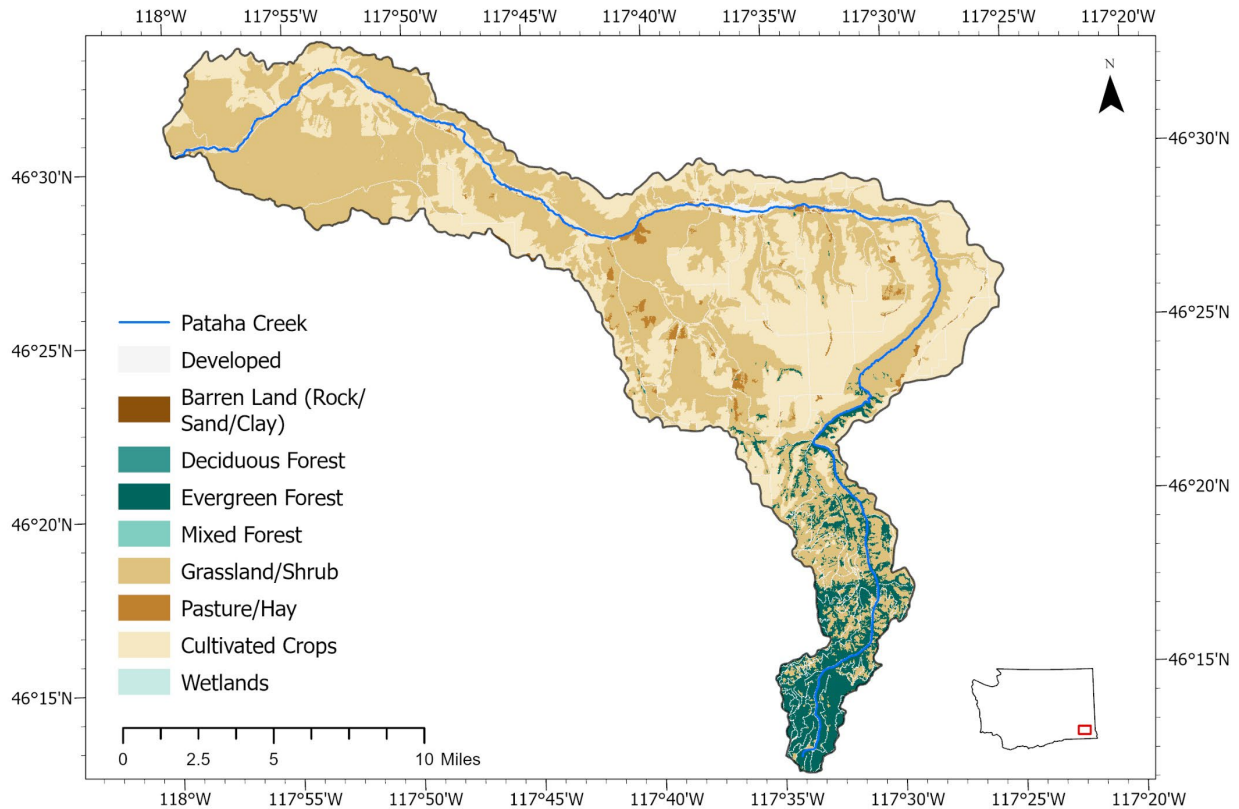 118°W 117°55'W 117°50'W 117°45'W 117°40'W 117°35'W 117°30'W 117°25'W 117°20'W
N
46°30'N
46°30'N
46°25'N
46°25'N
46°20'N
46°20'N
46°15'N
46°15'N
Pataha Creek
Developed
Barren Land (Rock/
Sand/Clay)
Deciduous Forest
Evergreen Forest
Mixed Forest
Grassland/Shrub
Pasture/Hay
Cultivated Crops
Wetlands
0 2.5 5 10 Miles
118°W 117°55'W 117°50'W 117°45'W 117°40'W 117°35'W 117°30'W 117°25'W 117°20'W